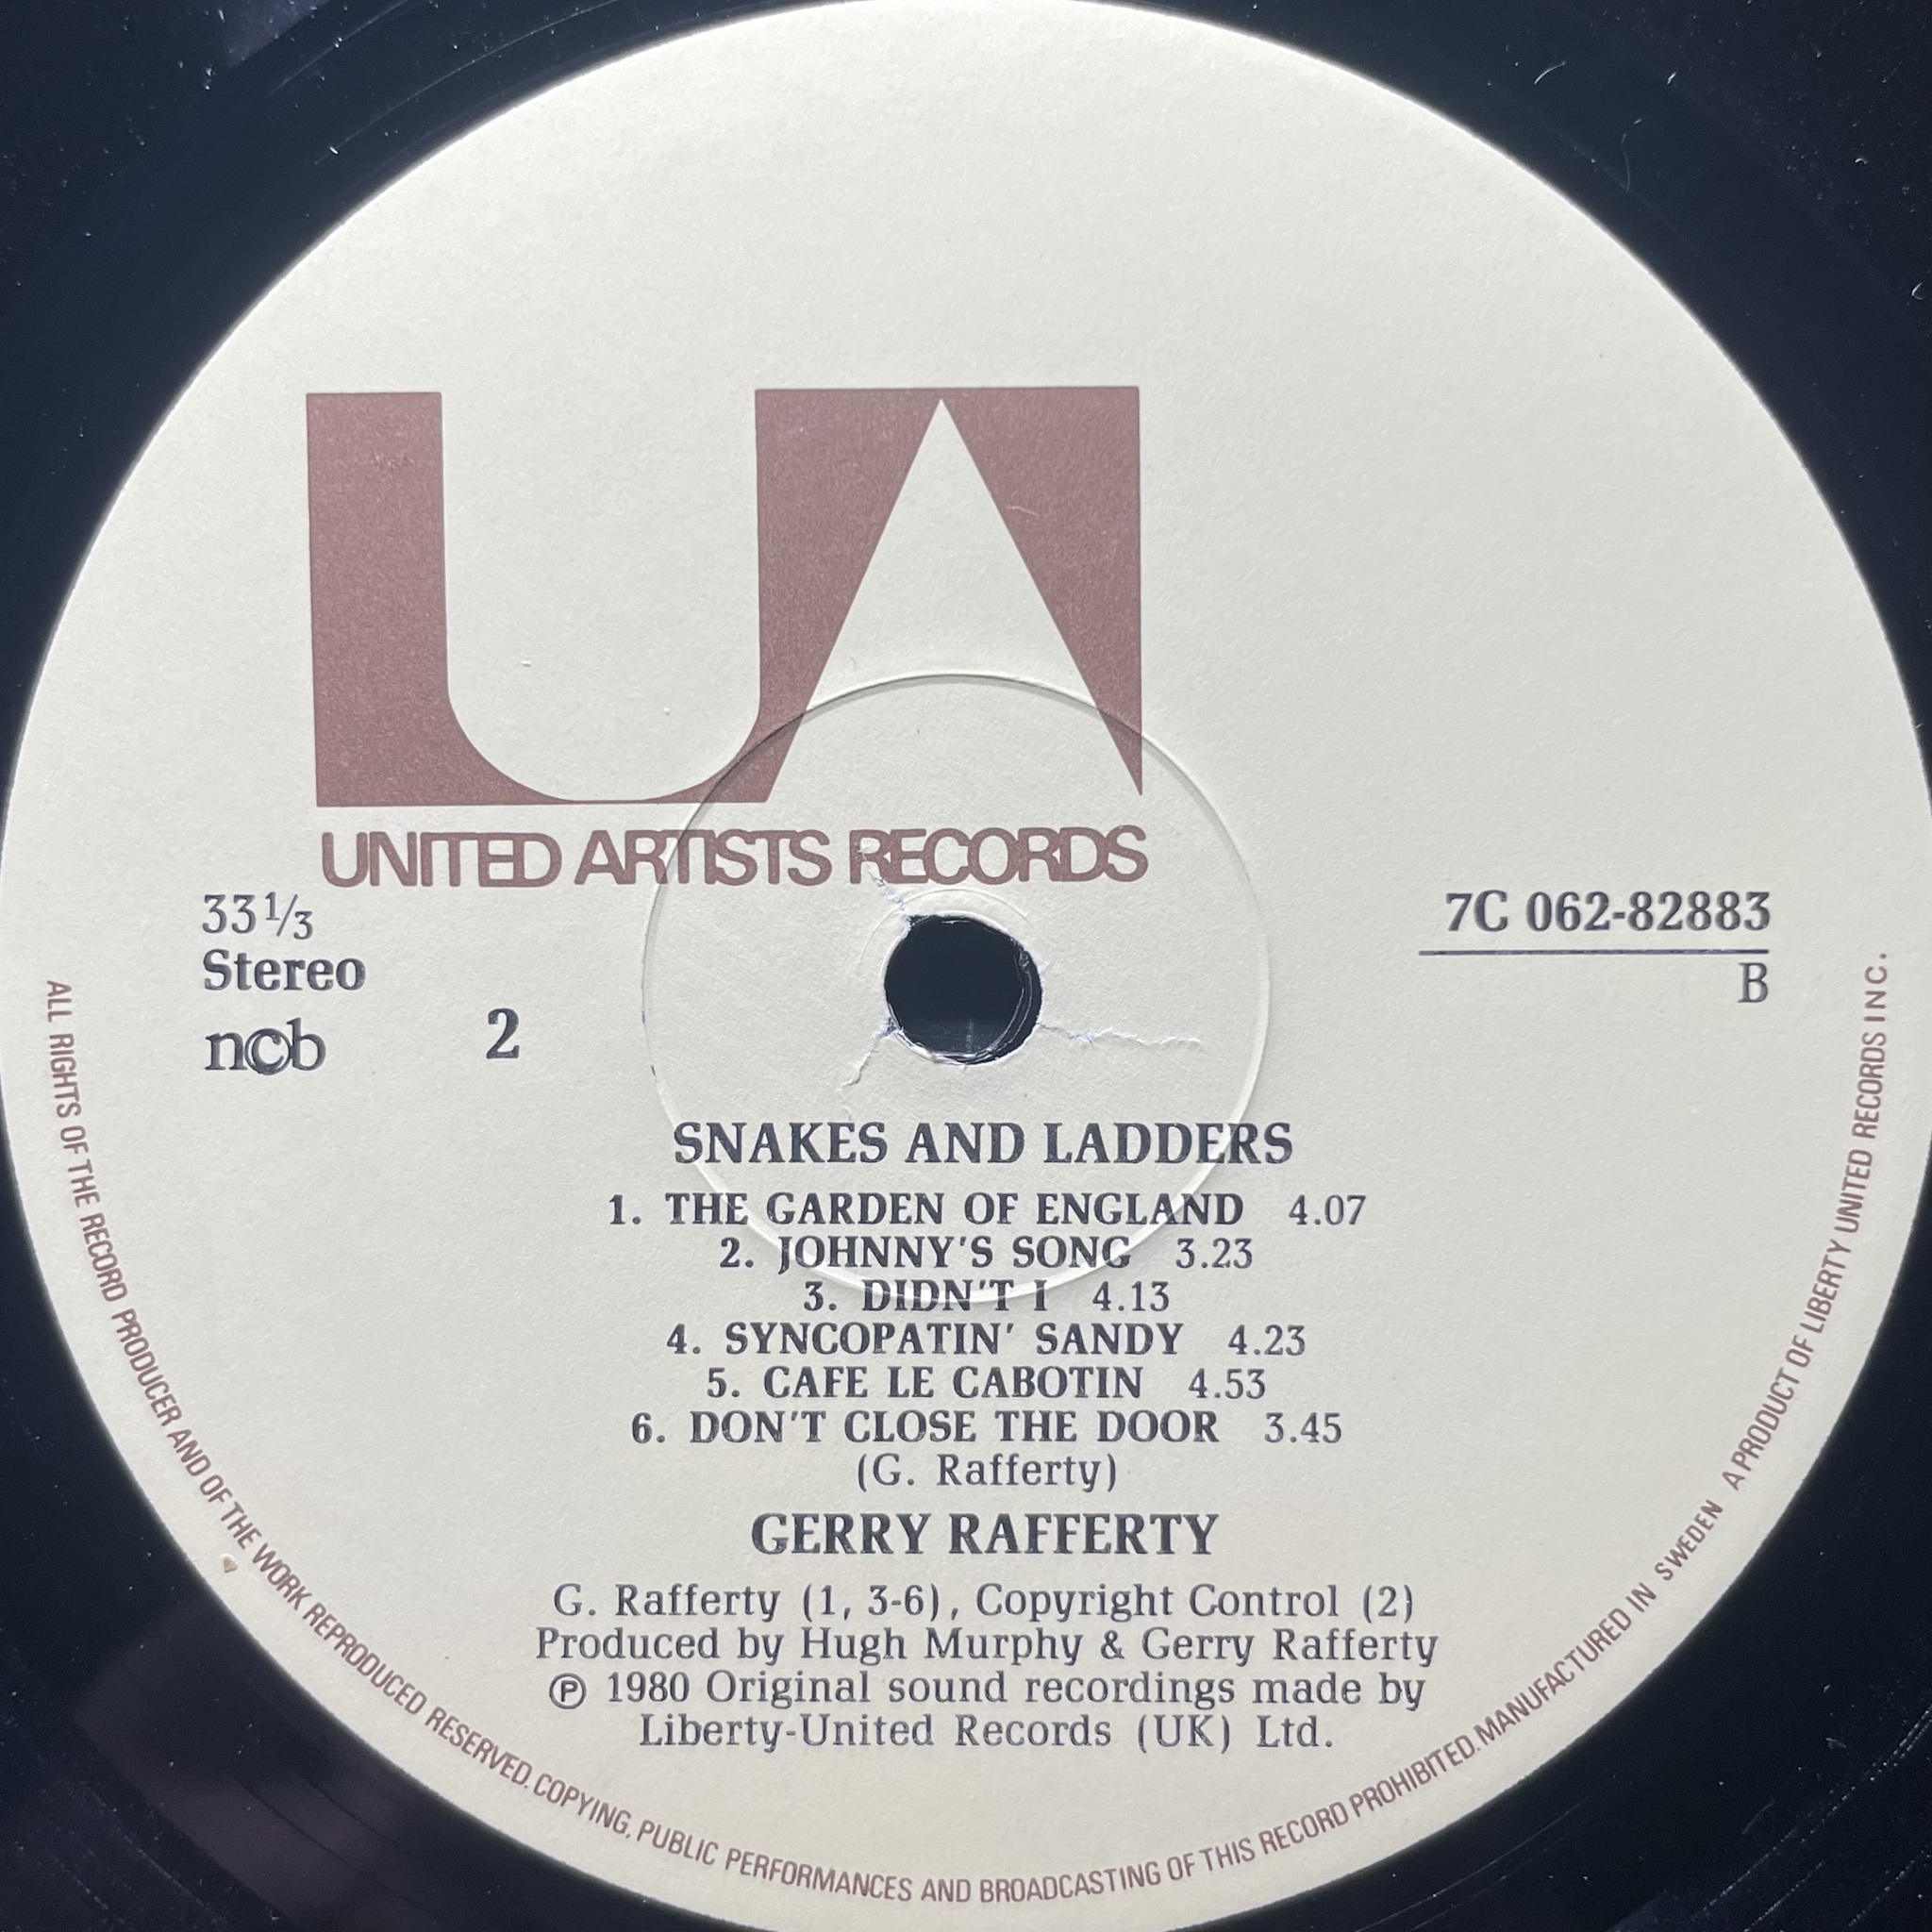 UA
UNITED ARTISTS RECORDS
33 1/3
Stereo
n©b
2
7C 062-82883
B
SNAKES AND LADDERS
1. THE GARDEN OF ENGLAND 4.07
2. JOHNNY'S SONG 3.23
3. DIDN'T I 4.13
4. SYNCOPATIN' SANDY 4.23
5. CAFE LE CABOTIN 4.53
6. DON'T CLOSE THE DOOR 3.45
(G. Rafferty)
GERRY RAFFERTY
G. Rafferty (1, 3-6), Copyright Control (2)
Produced by Hugh Murphy & Gerry Rafferty
℗ 1980 Original sound recordings made by
Liberty-United Records (UK) Ltd.
ALL RIGHTS OF THE RECORD PRODUCER AND OF THE WORK REPRODUCED RESERVED. COPYING, PUBLIC PERFORMANCES AND BROADCASTING OF THIS RECORD PROHIBITED. MANUFACTURED IN SWEDEN A PRODUCT OF LIBERTY UNITED RECORDS INC.